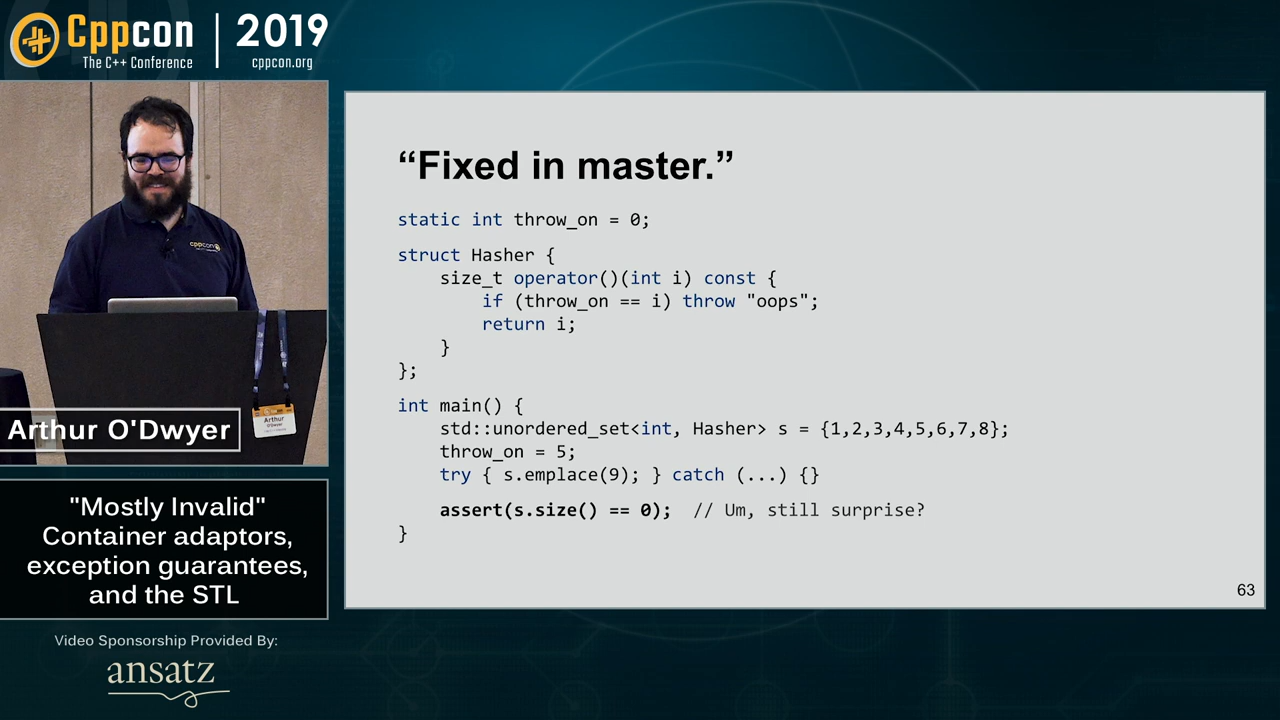 Cppcon
The C++ Conference
2019
cppcon.org
cppcon
Arthur
O'Dwyer
Arthur O'Dwyer
"Mostly Invalid"
Container adaptors,
exception guarantees,
and the STL
Video Sponsorship Provided By:
ansatz
“Fixed in master.”
static int throw_on = 0;
struct Hasher {
    size_t operator()(int i) const {
        if (throw_on == i) throw "oops";
        return i;
    }
};
int main() {
    std::unordered_set<int, Hasher> s = {1,2,3,4,5,6,7,8};
    throw_on = 5;
    try { s.emplace(9); } catch (...) {}
    assert(s.size() == 0);  // Um, still surprise?
}
63